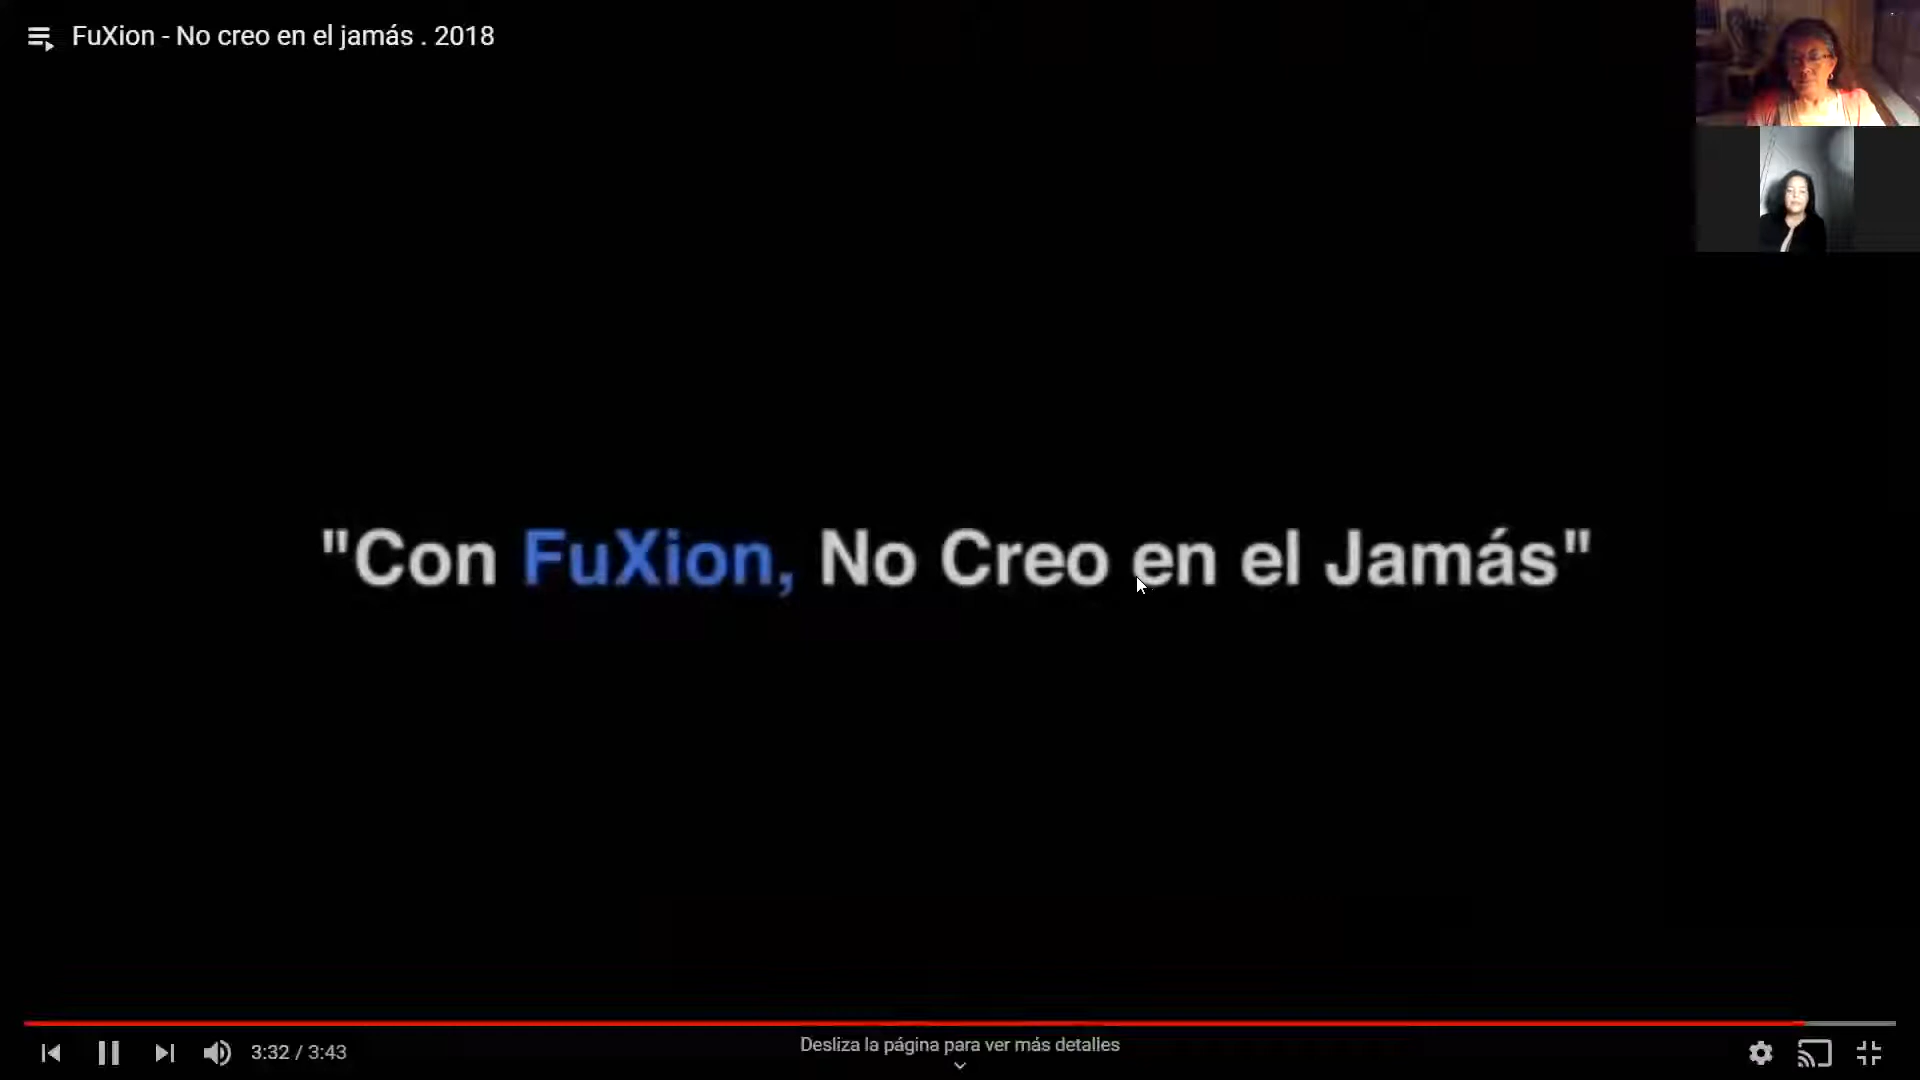 FuXion - No creo en el jamás . 2018
"Con FuXion, No Creo en el Jamás"
3:32 / 3:43
Desliza la página para ver más detalles